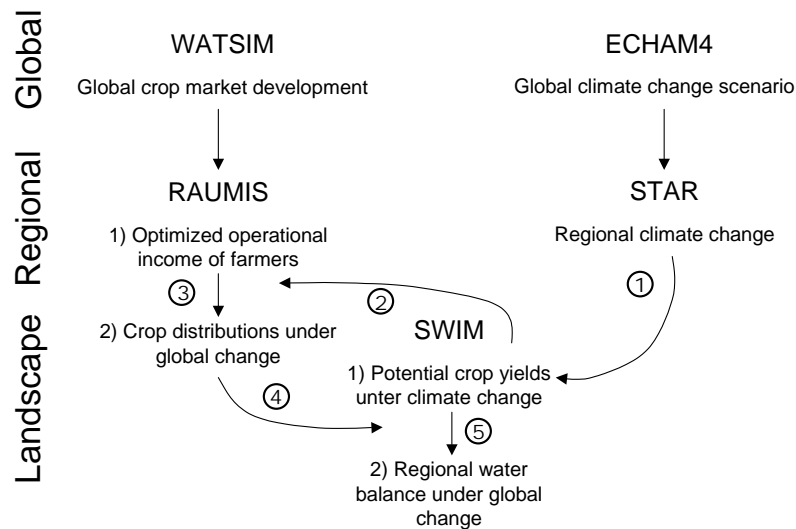 Global
WATSIM
ECHAM4
Global crop market development
Global climate change scenario
Regional
RAUMIS
STAR
1) Optimized operational
income of farmers
Regional climate change
1
3
2
Landscape
2) Crop distributions under
global change
SWIM
1) Potential crop yields
unter climate change
4
5
2) Regional water
balance under global
change